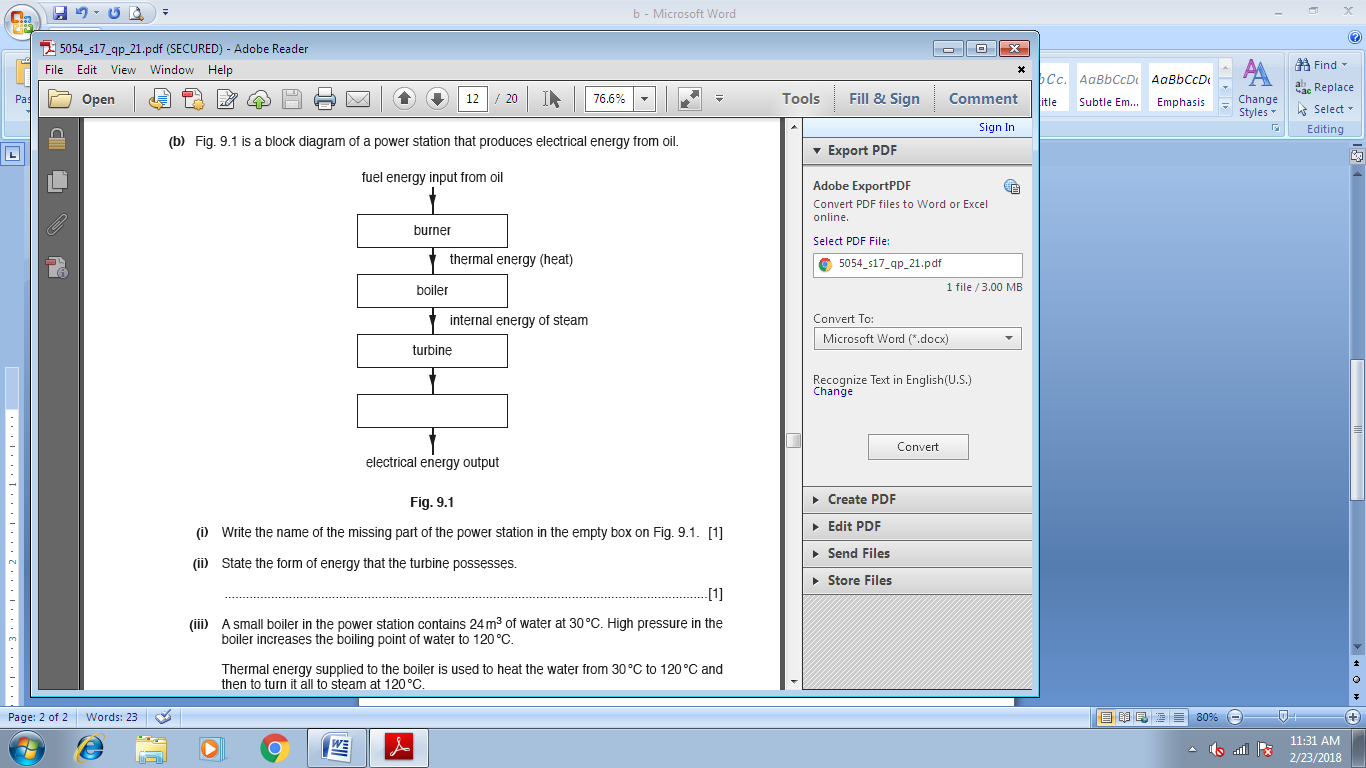 b - Microsoft Word
5054_s17_qp_21.pdf (SECURED) - Adobe Reader
File Edit View Window Help
Open 12 / 20 76.6% Tools Fill & Sign Comment
Sign In
(b) Fig. 9.1 is a block diagram of a power station that produces electrical energy from oil.
fuel energy input from oil
burner
thermal energy (heat)
boiler
internal energy of steam
turbine
electrical energy output
Fig. 9.1
(i) Write the name of the missing part of the power station in the empty box on Fig. 9.1. [1]
(ii) State the form of energy that the turbine possesses.
[1]
(iii) A small boiler in the power station contains 24 m³ of water at 30 °C. High pressure in the
boiler increases the boiling point of water to 120 °C.
Thermal energy supplied to the boiler is used to heat the water from 30 °C to 120 °C and
then to turn it all to steam at 120 °C.
Export PDF
Adobe ExportPDF
Convert PDF files to Word or Excel
online.
Select PDF File:
5054_s17_qp_21.pdf
1 file / 3.00 MB
Convert To:
Microsoft Word (*.docx)
Recognize Text in English(U.S.)
Change
Convert
Create PDF
Edit PDF
Send Files
Store Files
AaBbCcDc AaBbCcDc
Subtle Em... Emphasis
Change
Styles
Find
Replace
Select
Editing
Page: 2 of 2 Words: 23 80%
11:31 AM
2/23/2018